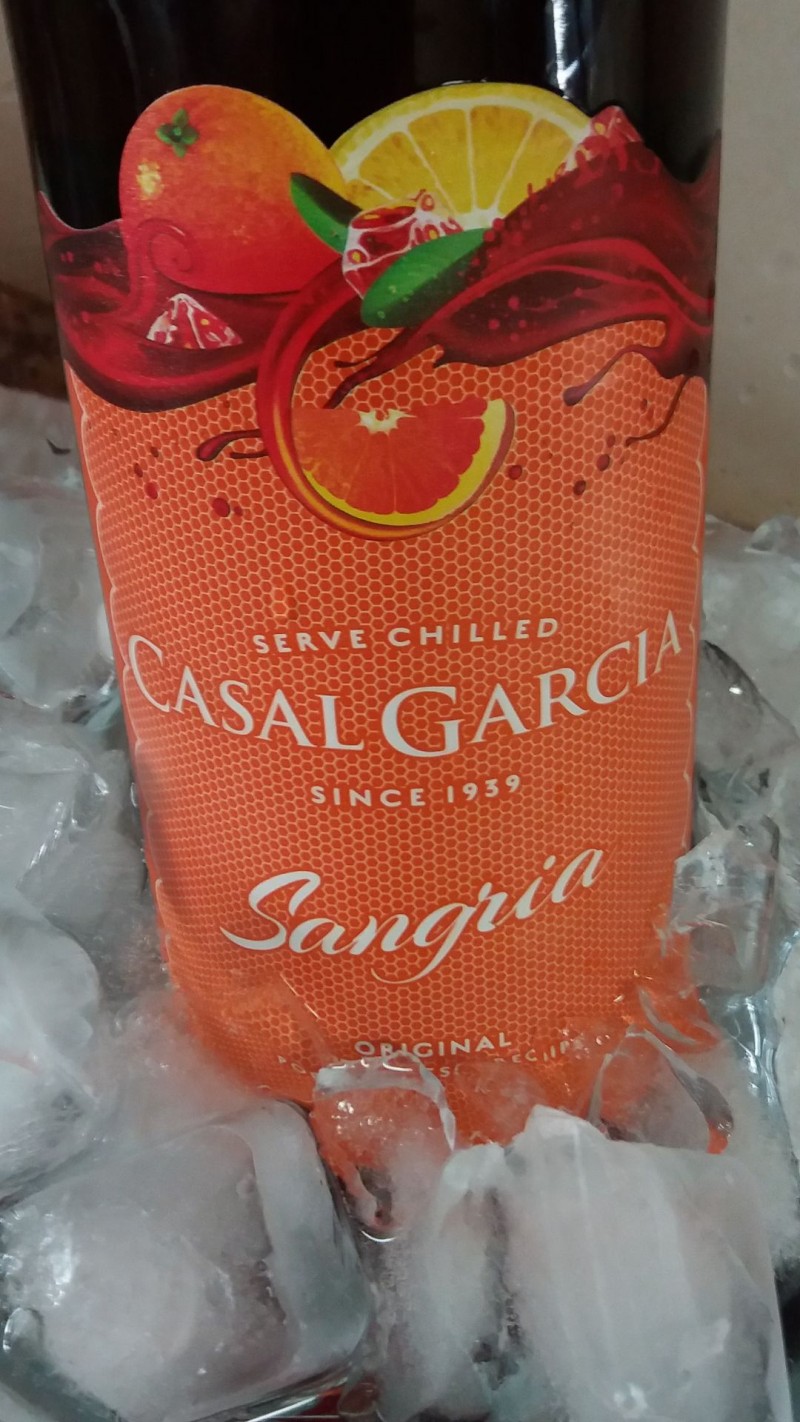 SERVE CHILLED
CASAL GARCIA
SINCE 1939
Sangria
ORIGINAL